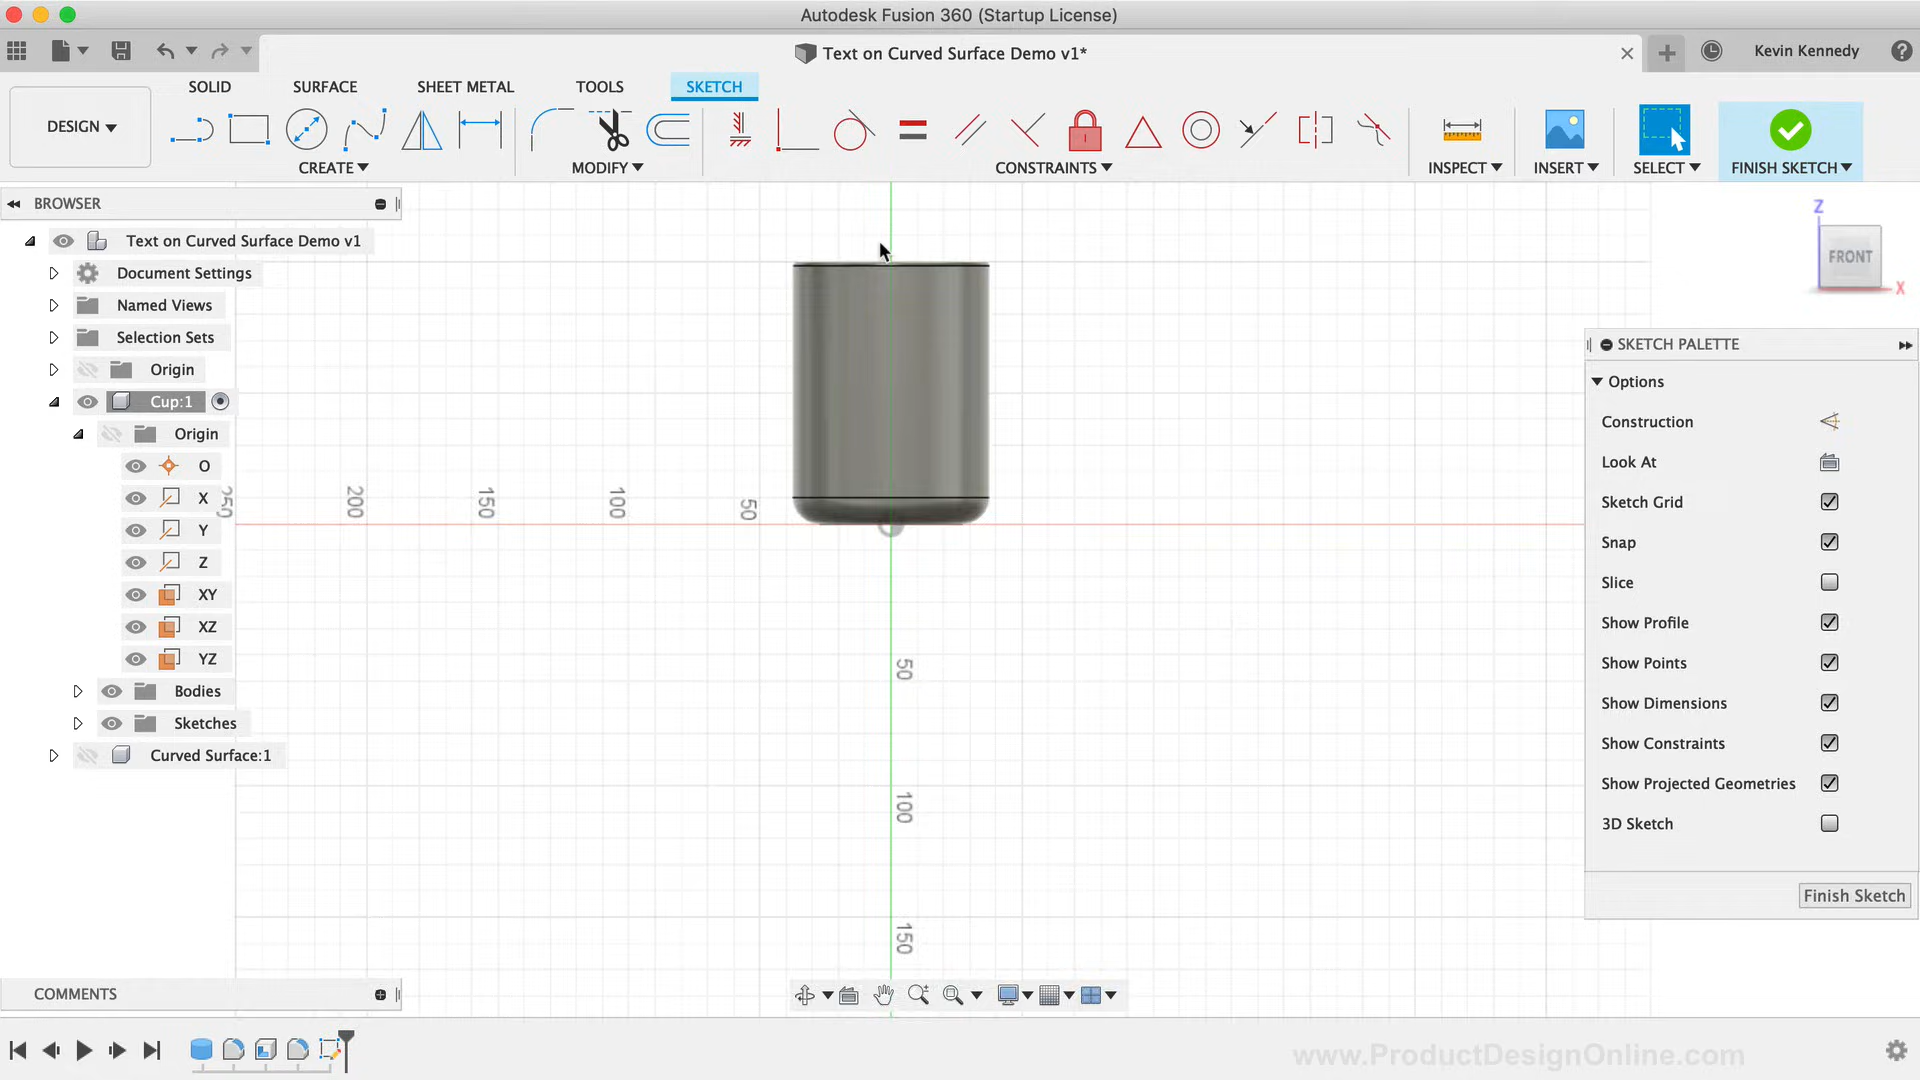 Autodesk Fusion 360 (Startup License)
Text on Curved Surface Demo v1*
Kevin Kennedy
SOLID SURFACE SHEET METAL TOOLS SKETCH
DESIGN
CREATE MODIFY CONSTRAINTS INSPECT INSERT SELECT FINISH SKETCH
BROWSER
Text on Curved Surface Demo v1
Document Settings
Named Views
Selection Sets
Origin
Cup:1
Origin
O
X
Y
Z
XY
XZ
YZ
Bodies
Sketches
Curved Surface:1
250 200 150 100 50
50
100
150
Z
FRONT
X
SKETCH PALETTE
Options
Construction
Look At
Sketch Grid
Snap
Slice
Show Profile
Show Points
Show Dimensions
Show Constraints
Show Projected Geometries
3D Sketch
Finish Sketch
COMMENTS
www.ProductDesignOnline.com